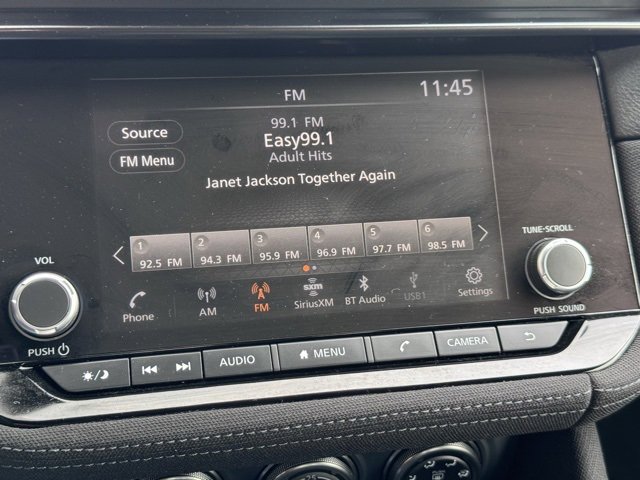 FM
11:45
Source
FM Menu
99.1 FM
Easy99.1
Adult Hits
Janet Jackson Together Again
1 92.5 FM
2 94.3 FM
3 95.9 FM
4 96.9 FM
5 97.7 FM
6 98.5 FM
Phone
AM
FM
sxm
SiriusXM
BT Audio
USB1
Settings
VOL
PUSH
TUNE-SCROLL
PUSH SOUND
AUDIO
MENU
CAMERA